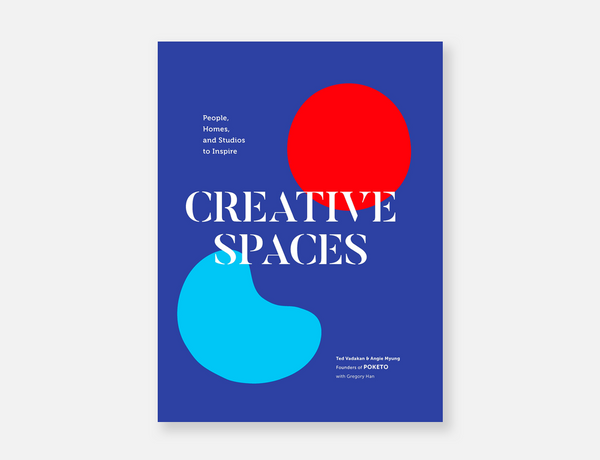 People,
Homes,
and Studios
to Inspire
CREATIVE
SPACES
Ted Vadakan & Angie Myung
Founders of POKETO
with Gregory Han